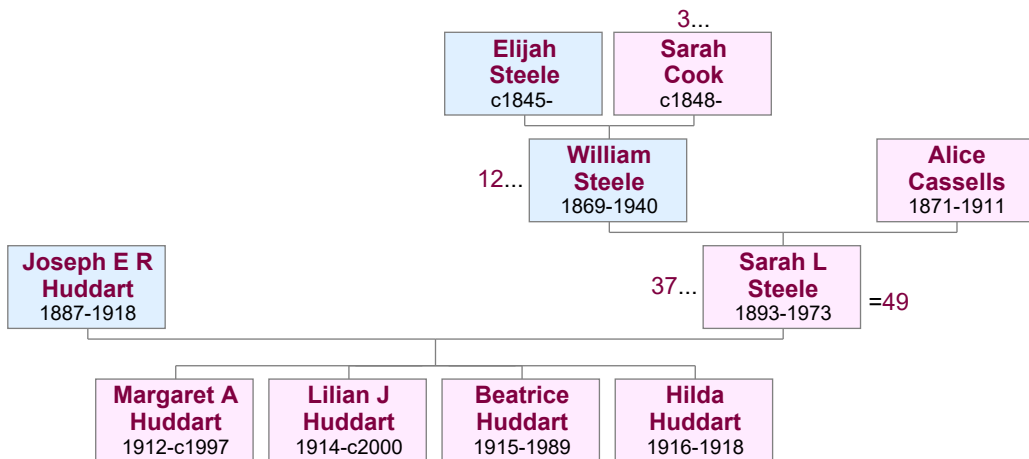 3...
Elijah
Steele
c1845-
Sarah
Cook
c1848-
12...
William
Steele
1869-1940
Alice
Cassells
1871-1911
Joseph E R
Huddart
1887-1918
37...
Sarah L
Steele
1893-1973
=49
Margaret A
Huddart
1912-c1997
Lilian J
Huddart
1914-c2000
Beatrice
Huddart
1915-1989
Hilda
Huddart
1916-1918